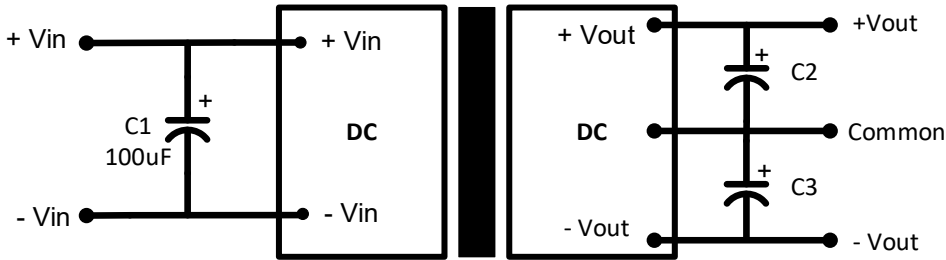 + Vin
+ Vin
+
C1
100uF
DC
- Vin
- Vin
+ Vout
+Vout
+
C2
DC
Common
+
C3
- Vout
- Vout